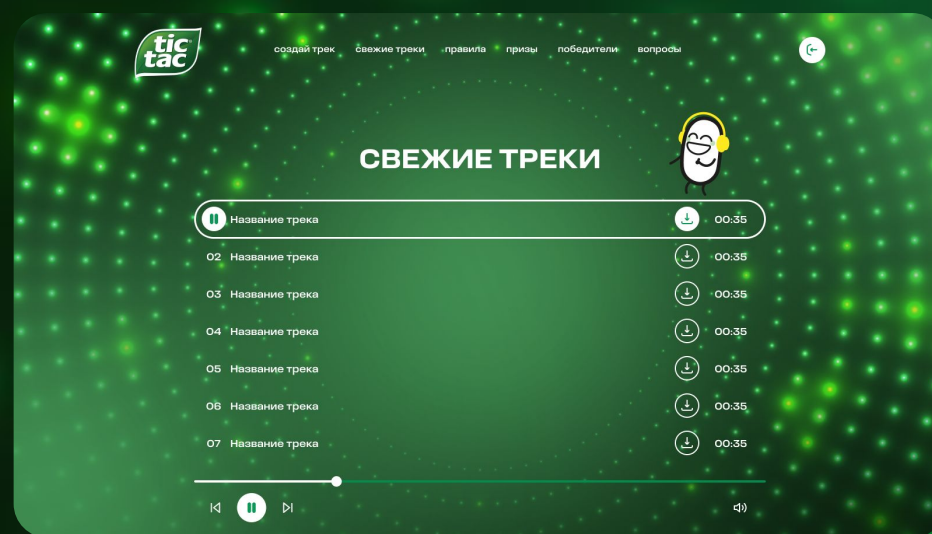 tic
tac
создай трек свежие треки правила призы победители вопросы
СВЕЖИЕ ТРЕКИ
Название трека 00:35
02 Название трека 00:35
03 Название трека 00:35
04 Название трека 00:35
05 Название трека 00:35
06 Название трека 00:35
07 Название трека 00:35